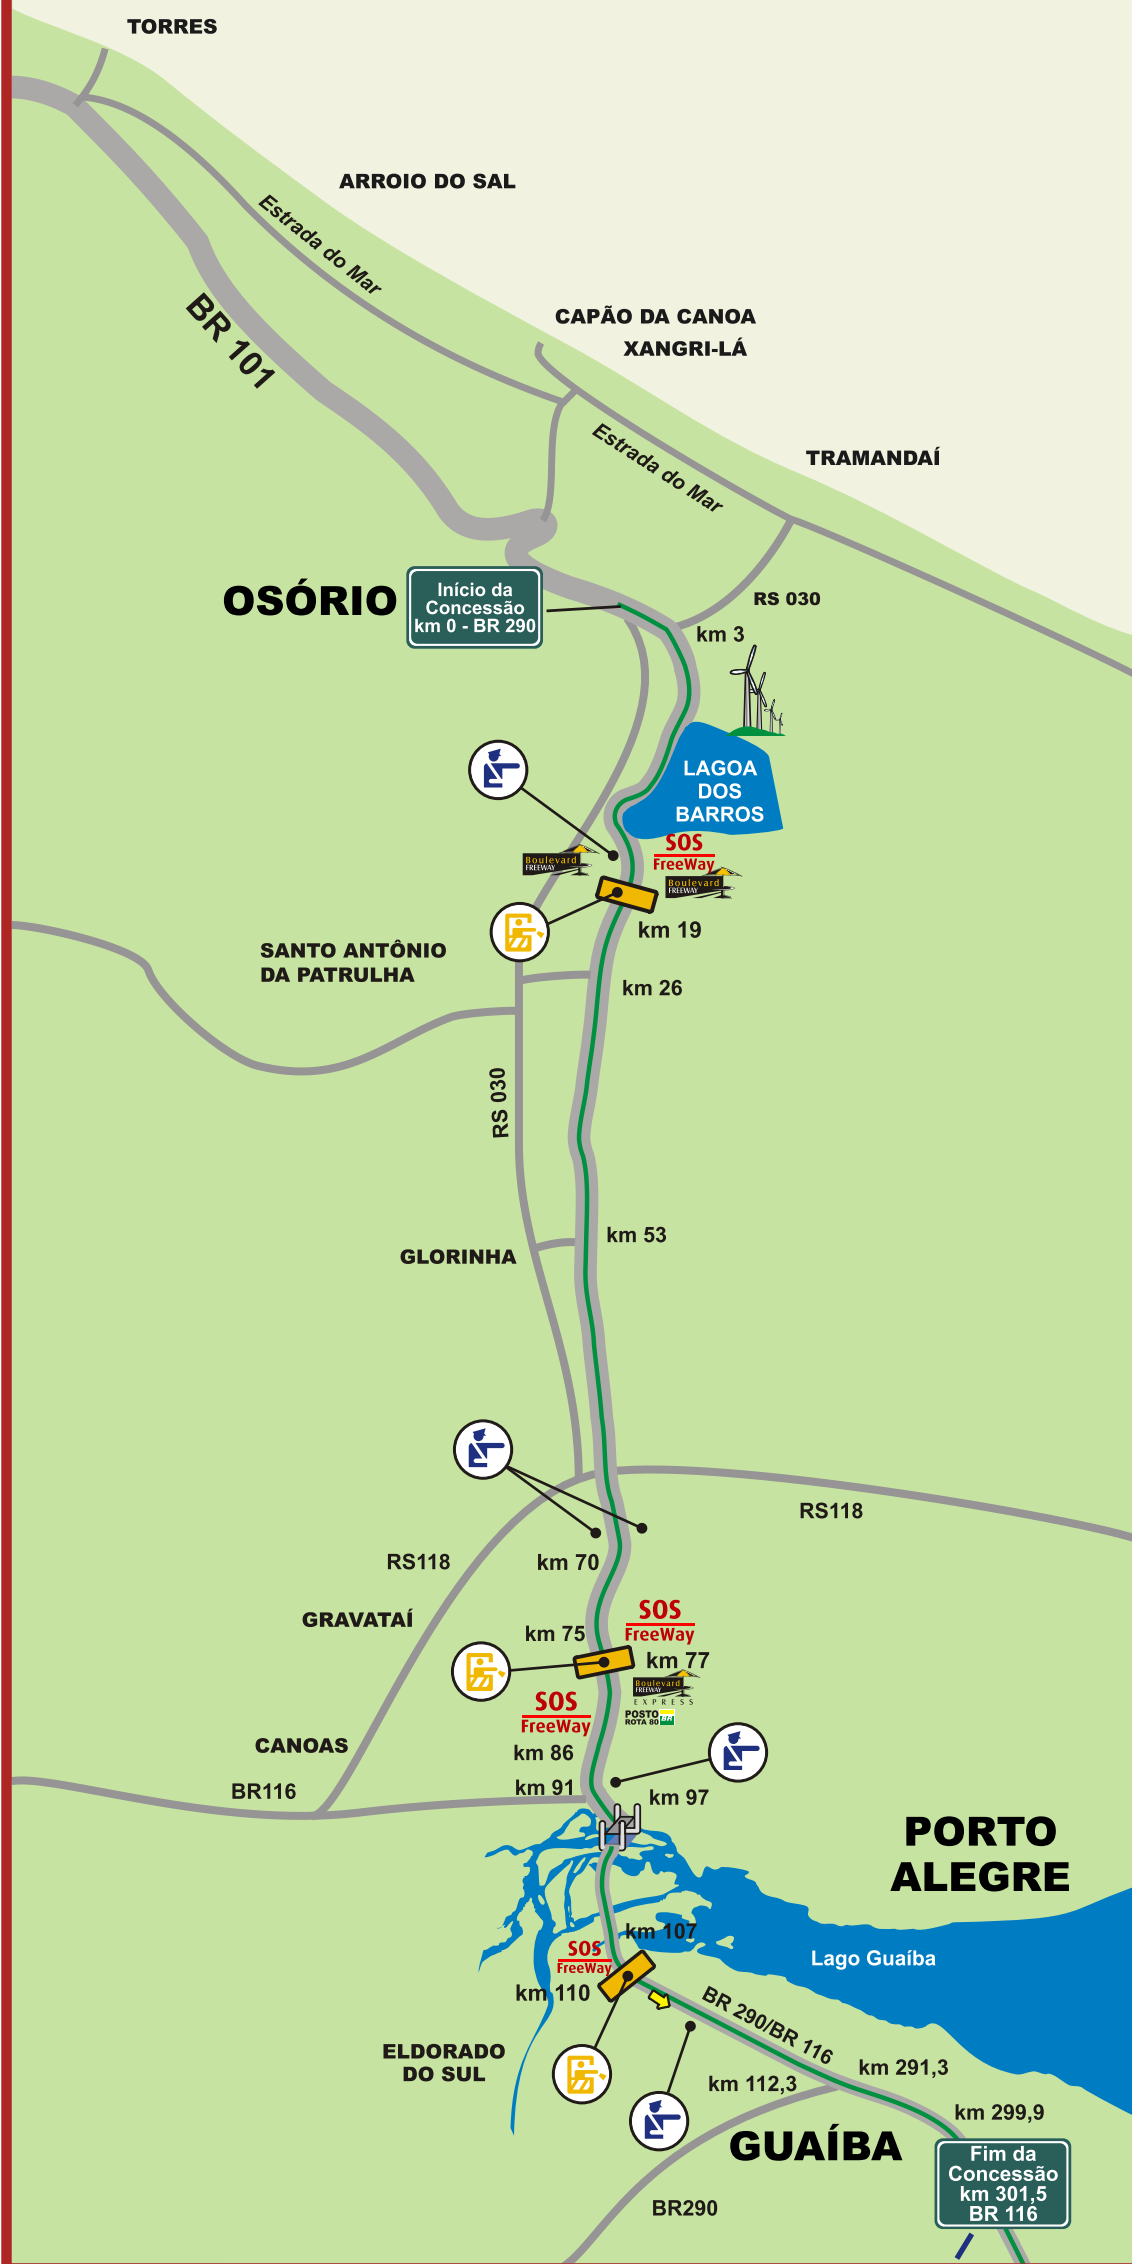 TORRES
ARROIO DO SAL
Estrada do Mar
BR 101
CAPÃO DA CANOA
XANGRI-LÁ
Estrada do Mar
TRAMANDAÍ
OSÓRIO
Início da
Concessão
km 0 - BR 290
RS 030
km 3
LAGOA
DOS
BARROS
SOS
FreeWay
Boulevard
FREEWAY
Boulevard
FREEWAY
km 19
SANTO ANTÔNIO
DA PATRULHA
km 26
RS 030
km 53
GLORINHA
RS118
RS118
km 70
GRAVATAÍ
SOS
FreeWay
km 75
km 77
Boulevard
FREEWAY
EXPRESS
SOS
FreeWay
POSTO
ROTA 80
BR
CANOAS
km 86
BR116
km 91
km 97
PORTO
ALEGRE
km 107
SOS
FreeWay
Lago Guaíba
km 110
BR 290/BR 116
ELDORADO
DO SUL
km 112,3
km 291,3
km 299,9
GUAÍBA
Fim da
Concessão
km 301,5
BR 116
BR290